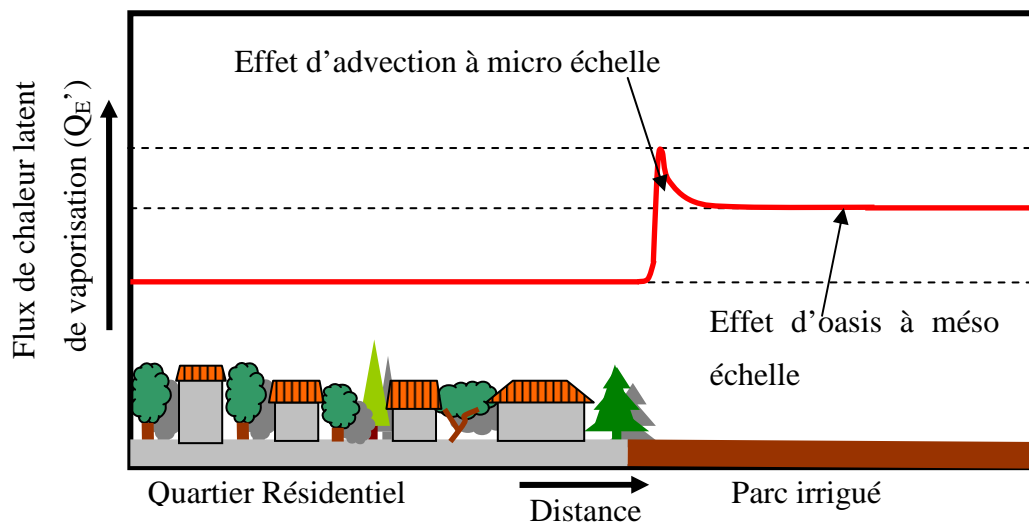 Effet d'advection à micro échelle
Flux de chaleur latent
de vaporisation (QE')
Effet d'oasis à méso
échelle
Quartier Résidentiel
Distance
Parc irrigué